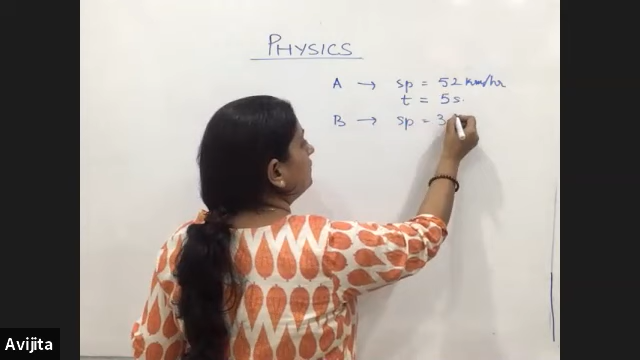 PHYSICS
A → sp = 52 km/hr
t = 5s.
B → sp = 3
Avijita